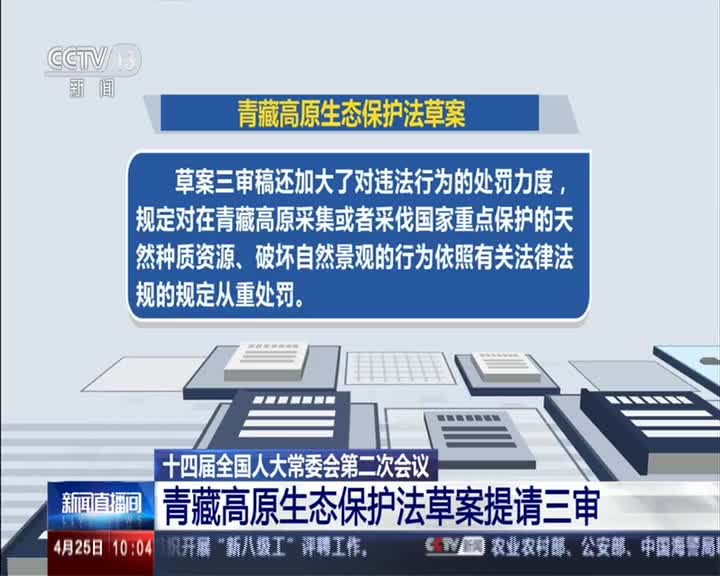 CCTV 13
新闻
青藏高原生态保护法草案
草案三审稿还加大了对违法行为的处罚力度，
规定对在青藏高原采集或者采伐国家重点保护的天
然种质资源、破坏自然景观的行为依照有关法律法
规的规定从重处罚。
十四届全国人大常委会第二次会议
新闻直播间
青藏高原生态保护法草案提请三审
4月25日 10:04
织开展“新八级工”评聘工作。 CCTV 农业农村部、公安部、中国海警局